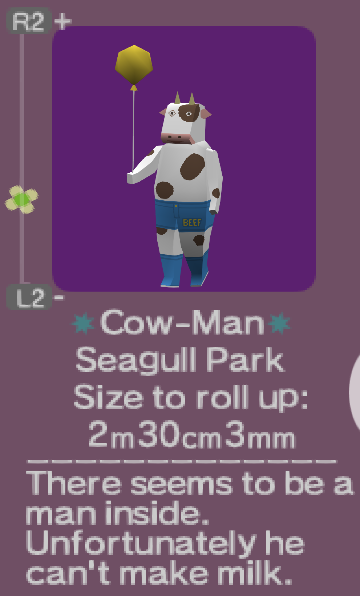 R2 +
BEEF
L2 -
Cow-Man
Seagull Park
Size to roll up:
2m30cm3mm
There seems to be a
man inside.
Unfortunately he
can't make milk.